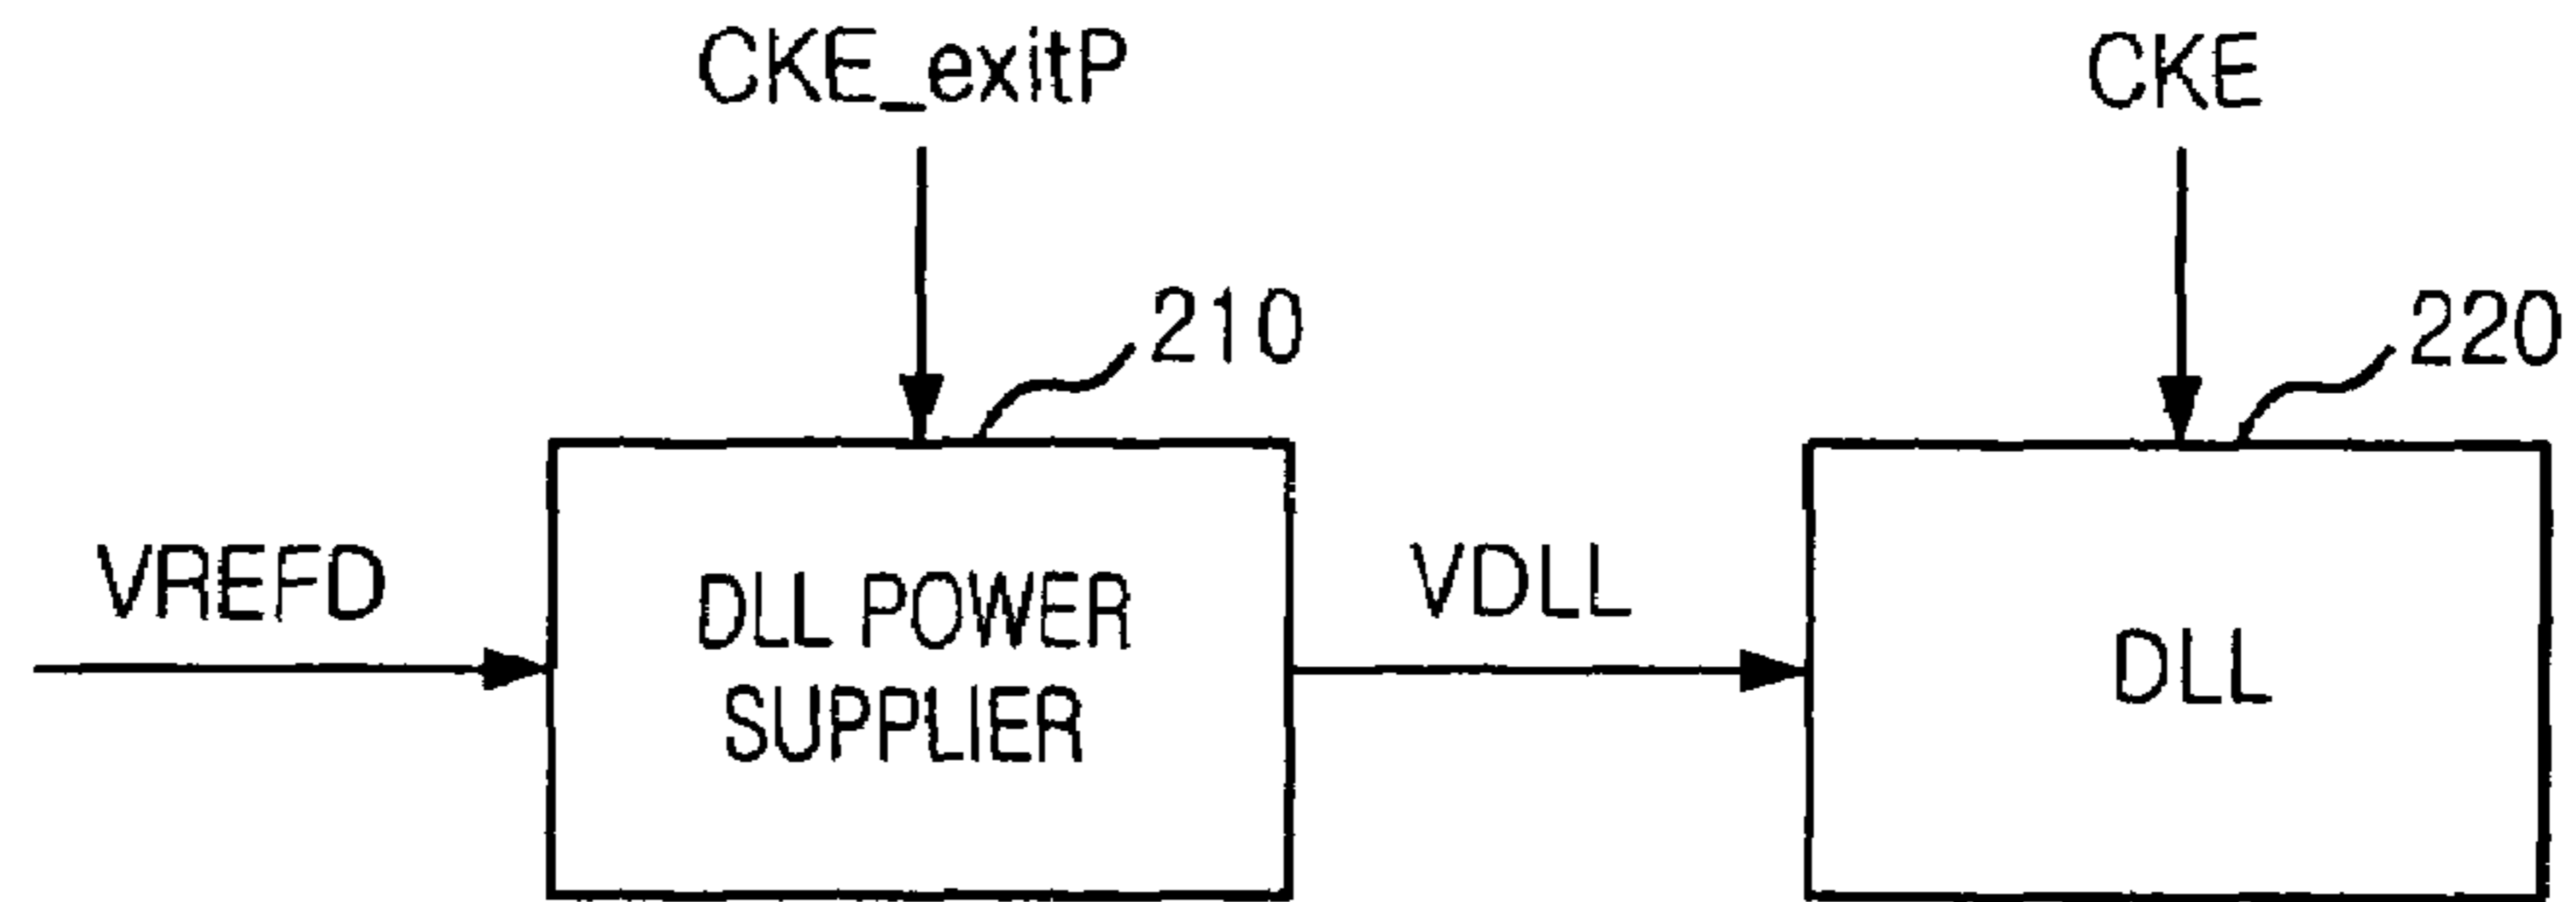 CKE_exitP
CKE
210
220
VREFD
DLL POWER
SUPPLIER
VDLL
DLL